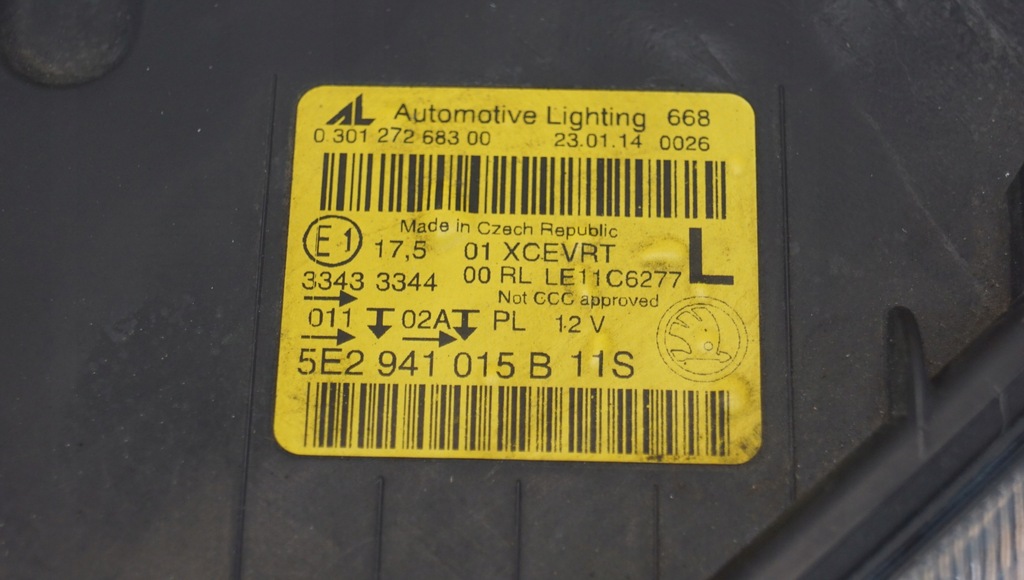 AL Automotive Lighting 668
0.301 272 683 00 23.01.14 0026
Made in Czech Republic
E1 17,5 01 XCEVRT L
3343 3344 00 RL LE11C6277
Not CCC approved
011 02A PL 12V
5E2 941 015 B 11S